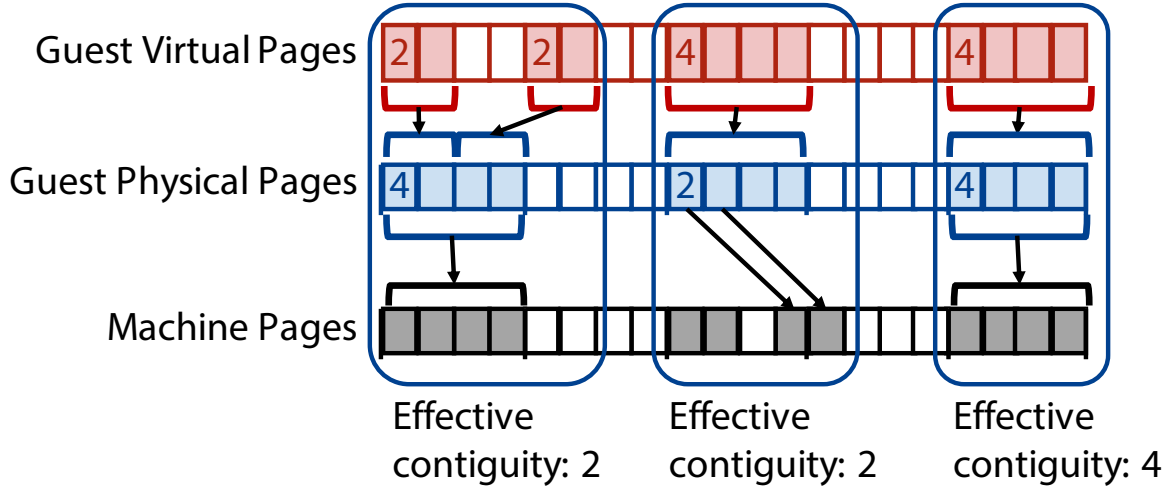 Guest Virtual Pages 2 2 4 4
Guest Physical Pages 4 2 4
Machine Pages
Effective
contiguity: 2
Effective
contiguity: 2
Effective
contiguity: 4